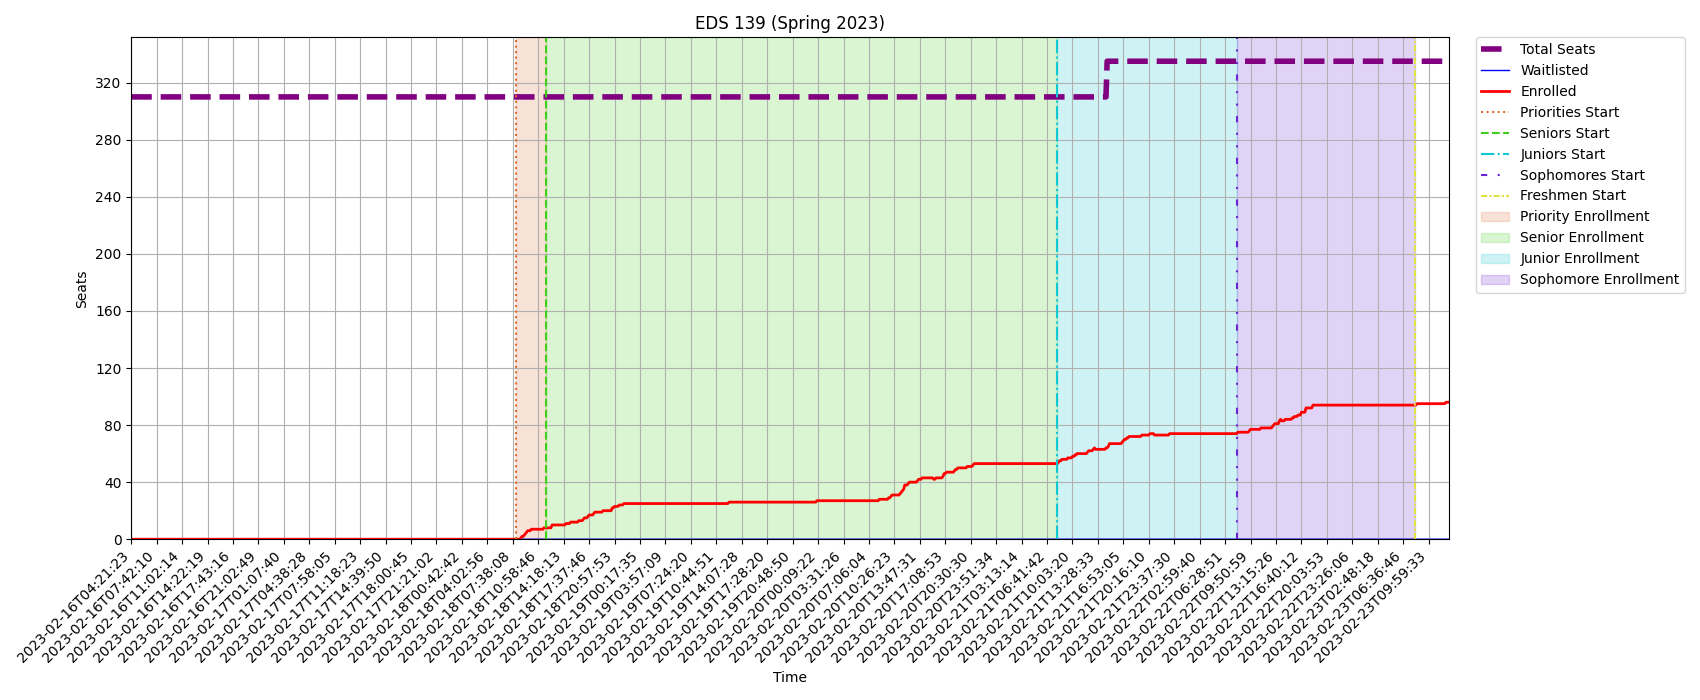 EDS 139 (Spring 2023)
Seats
320
280
240
200
160
120
80
40
0
2023-02-16T04:21:23
2023-02-16T07:42:10
2023-02-16T11:02:14
2023-02-16T14:22:19
2023-02-16T17:43:16
2023-02-16T21:02:49
2023-02-17T01:07:40
2023-02-17T04:38:28
2023-02-17T07:58:05
2023-02-17T11:18:23
2023-02-17T14:39:50
2023-02-17T18:00:45
2023-02-17T21:21:02
2023-02-18T00:42:42
2023-02-18T04:02:56
2023-02-18T07:38:08
2023-02-18T10:58:46
2023-02-18T14:18:13
2023-02-18T17:37:46
2023-02-18T20:57:53
2023-02-19T00:17:35
2023-02-19T03:57:09
2023-02-19T07:24:20
2023-02-19T10:44:51
2023-02-19T14:07:28
2023-02-19T17:28:20
2023-02-19T20:48:50
2023-02-20T00:09:22
2023-02-20T03:31:26
2023-02-20T07:06:04
2023-02-20T10:26:23
2023-02-20T13:47:31
2023-02-20T17:08:53
2023-02-20T20:30:30
2023-02-20T23:51:34
2023-02-21T03:13:14
2023-02-21T06:41:42
2023-02-21T10:03:20
2023-02-21T13:28:33
2023-02-21T16:53:05
2023-02-21T20:16:10
2023-02-21T23:37:30
2023-02-22T02:59:40
2023-02-22T06:28:51
2023-02-22T09:50:59
2023-02-22T13:15:26
2023-02-22T16:40:12
2023-02-22T20:03:53
2023-02-22T23:26:06
2023-02-23T02:48:18
2023-02-23T06:36:46
2023-02-23T09:59:33
Time
Total Seats
Waitlisted
Enrolled
Priorities Start
Seniors Start
Juniors Start
Sophomores Start
Freshmen Start
Priority Enrollment
Senior Enrollment
Junior Enrollment
Sophomore Enrollment